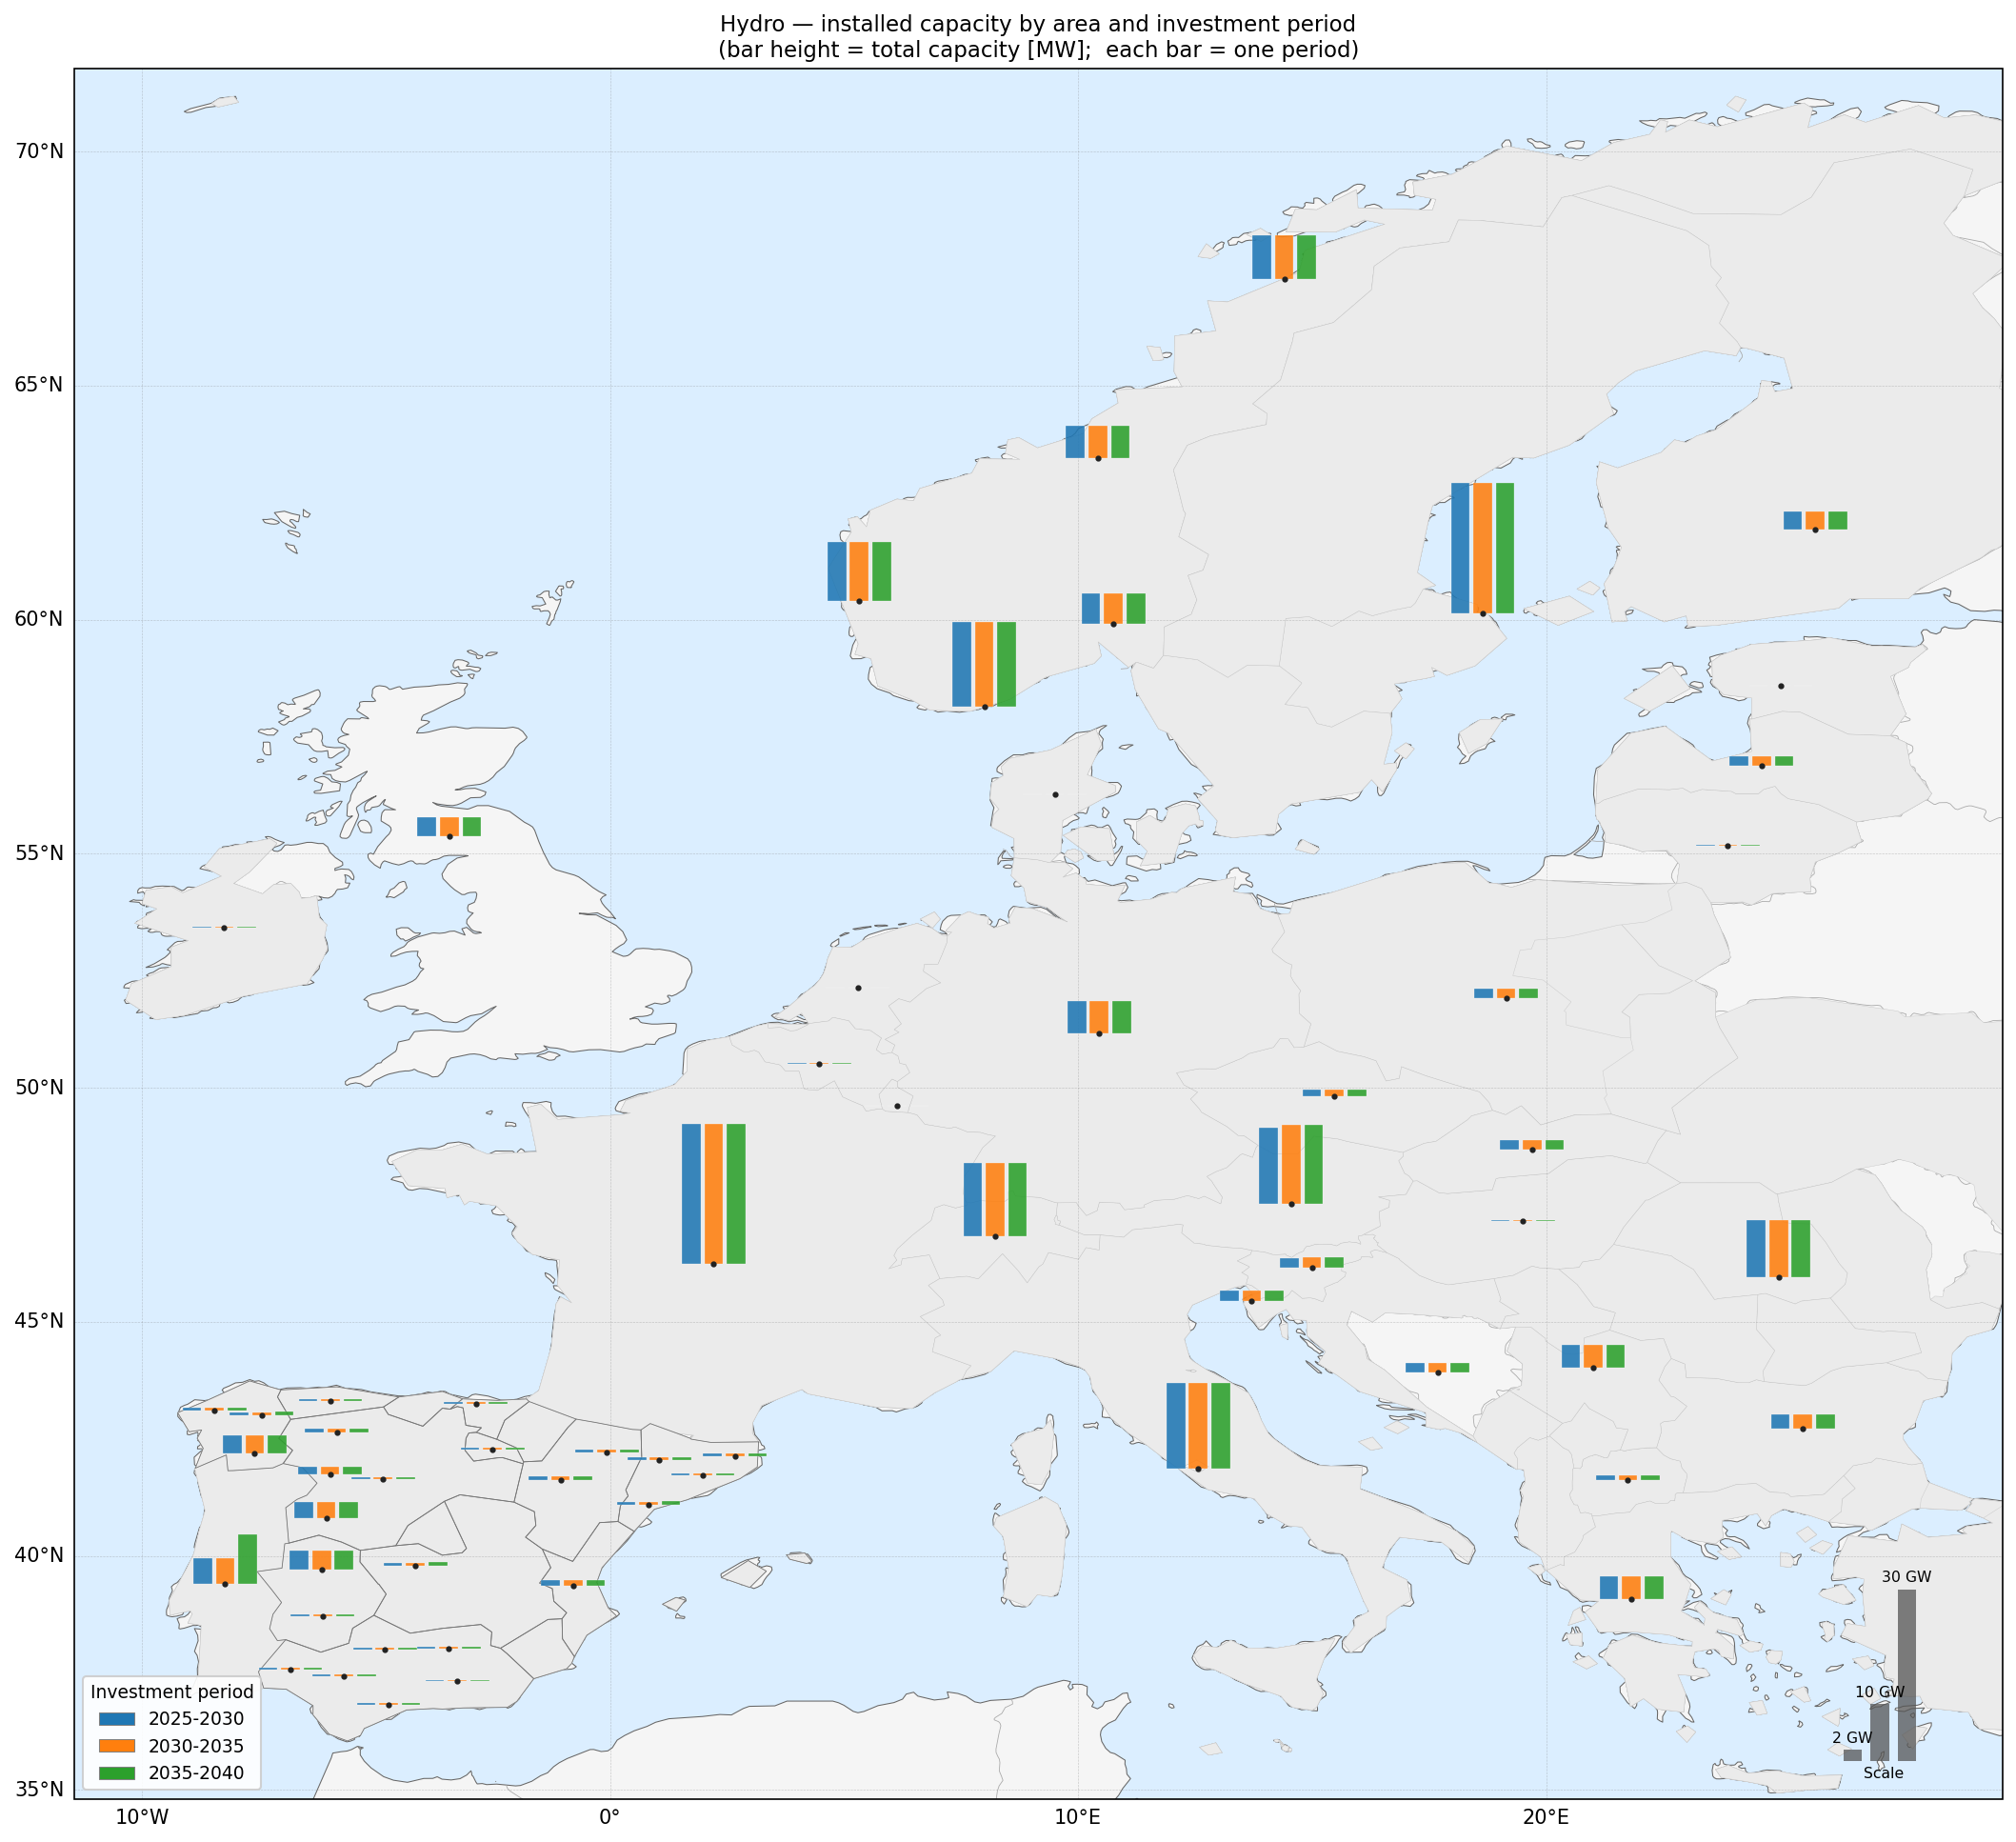 Hydro — installed capacity by area and investment period
(bar height = total capacity [MW];  each bar = one period)
70°N
65°N
60°N
55°N
50°N
45°N
40°N
35°N
30 GW
10 GW
2 GW
Scale
Investment period
2025-2030
2030-2035
2035-2040
10°W
0°
10°E
20°E